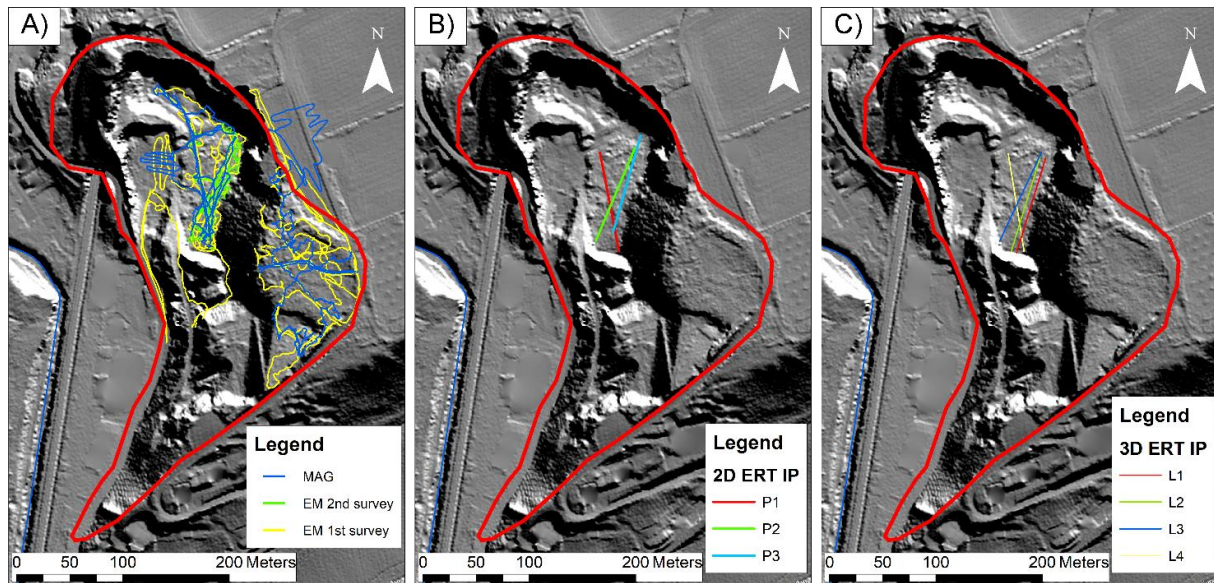 A)
N
Legend
MAG
EM 2nd survey
EM 1st survey
0 50 100 200 Meters
B)
N
Legend
2D ERT IP
P1
P2
P3
0 50 100 200 Meters
C)
N
Legend
3D ERT IP
L1
L2
L3
L4
0 50 100 200 Meters